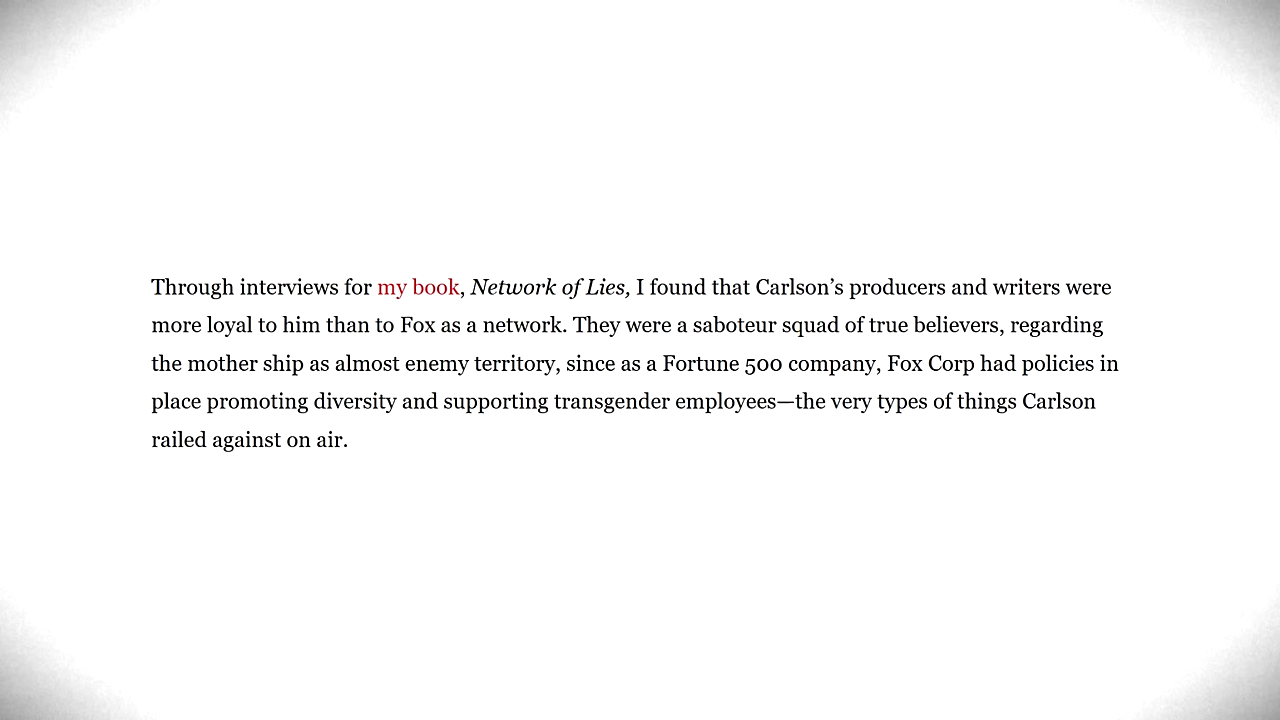 Through interviews for my book, Network of Lies, I found that Carlson’s producers and writers were
more loyal to him than to Fox as a network. They were a saboteur squad of true believers, regarding
the mother ship as almost enemy territory, since as a Fortune 500 company, Fox Corp had policies in
place promoting diversity and supporting transgender employees—the very types of things Carlson
railed against on air.